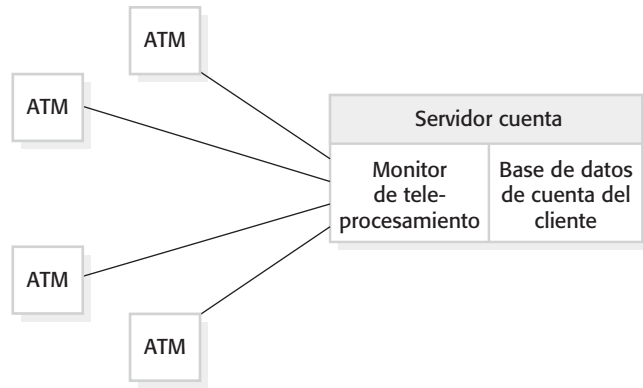 ATM
ATM
Servidor cuenta
Monitor
de tele-
procesamiento
Base de datos
de cuenta del
cliente
ATM
ATM